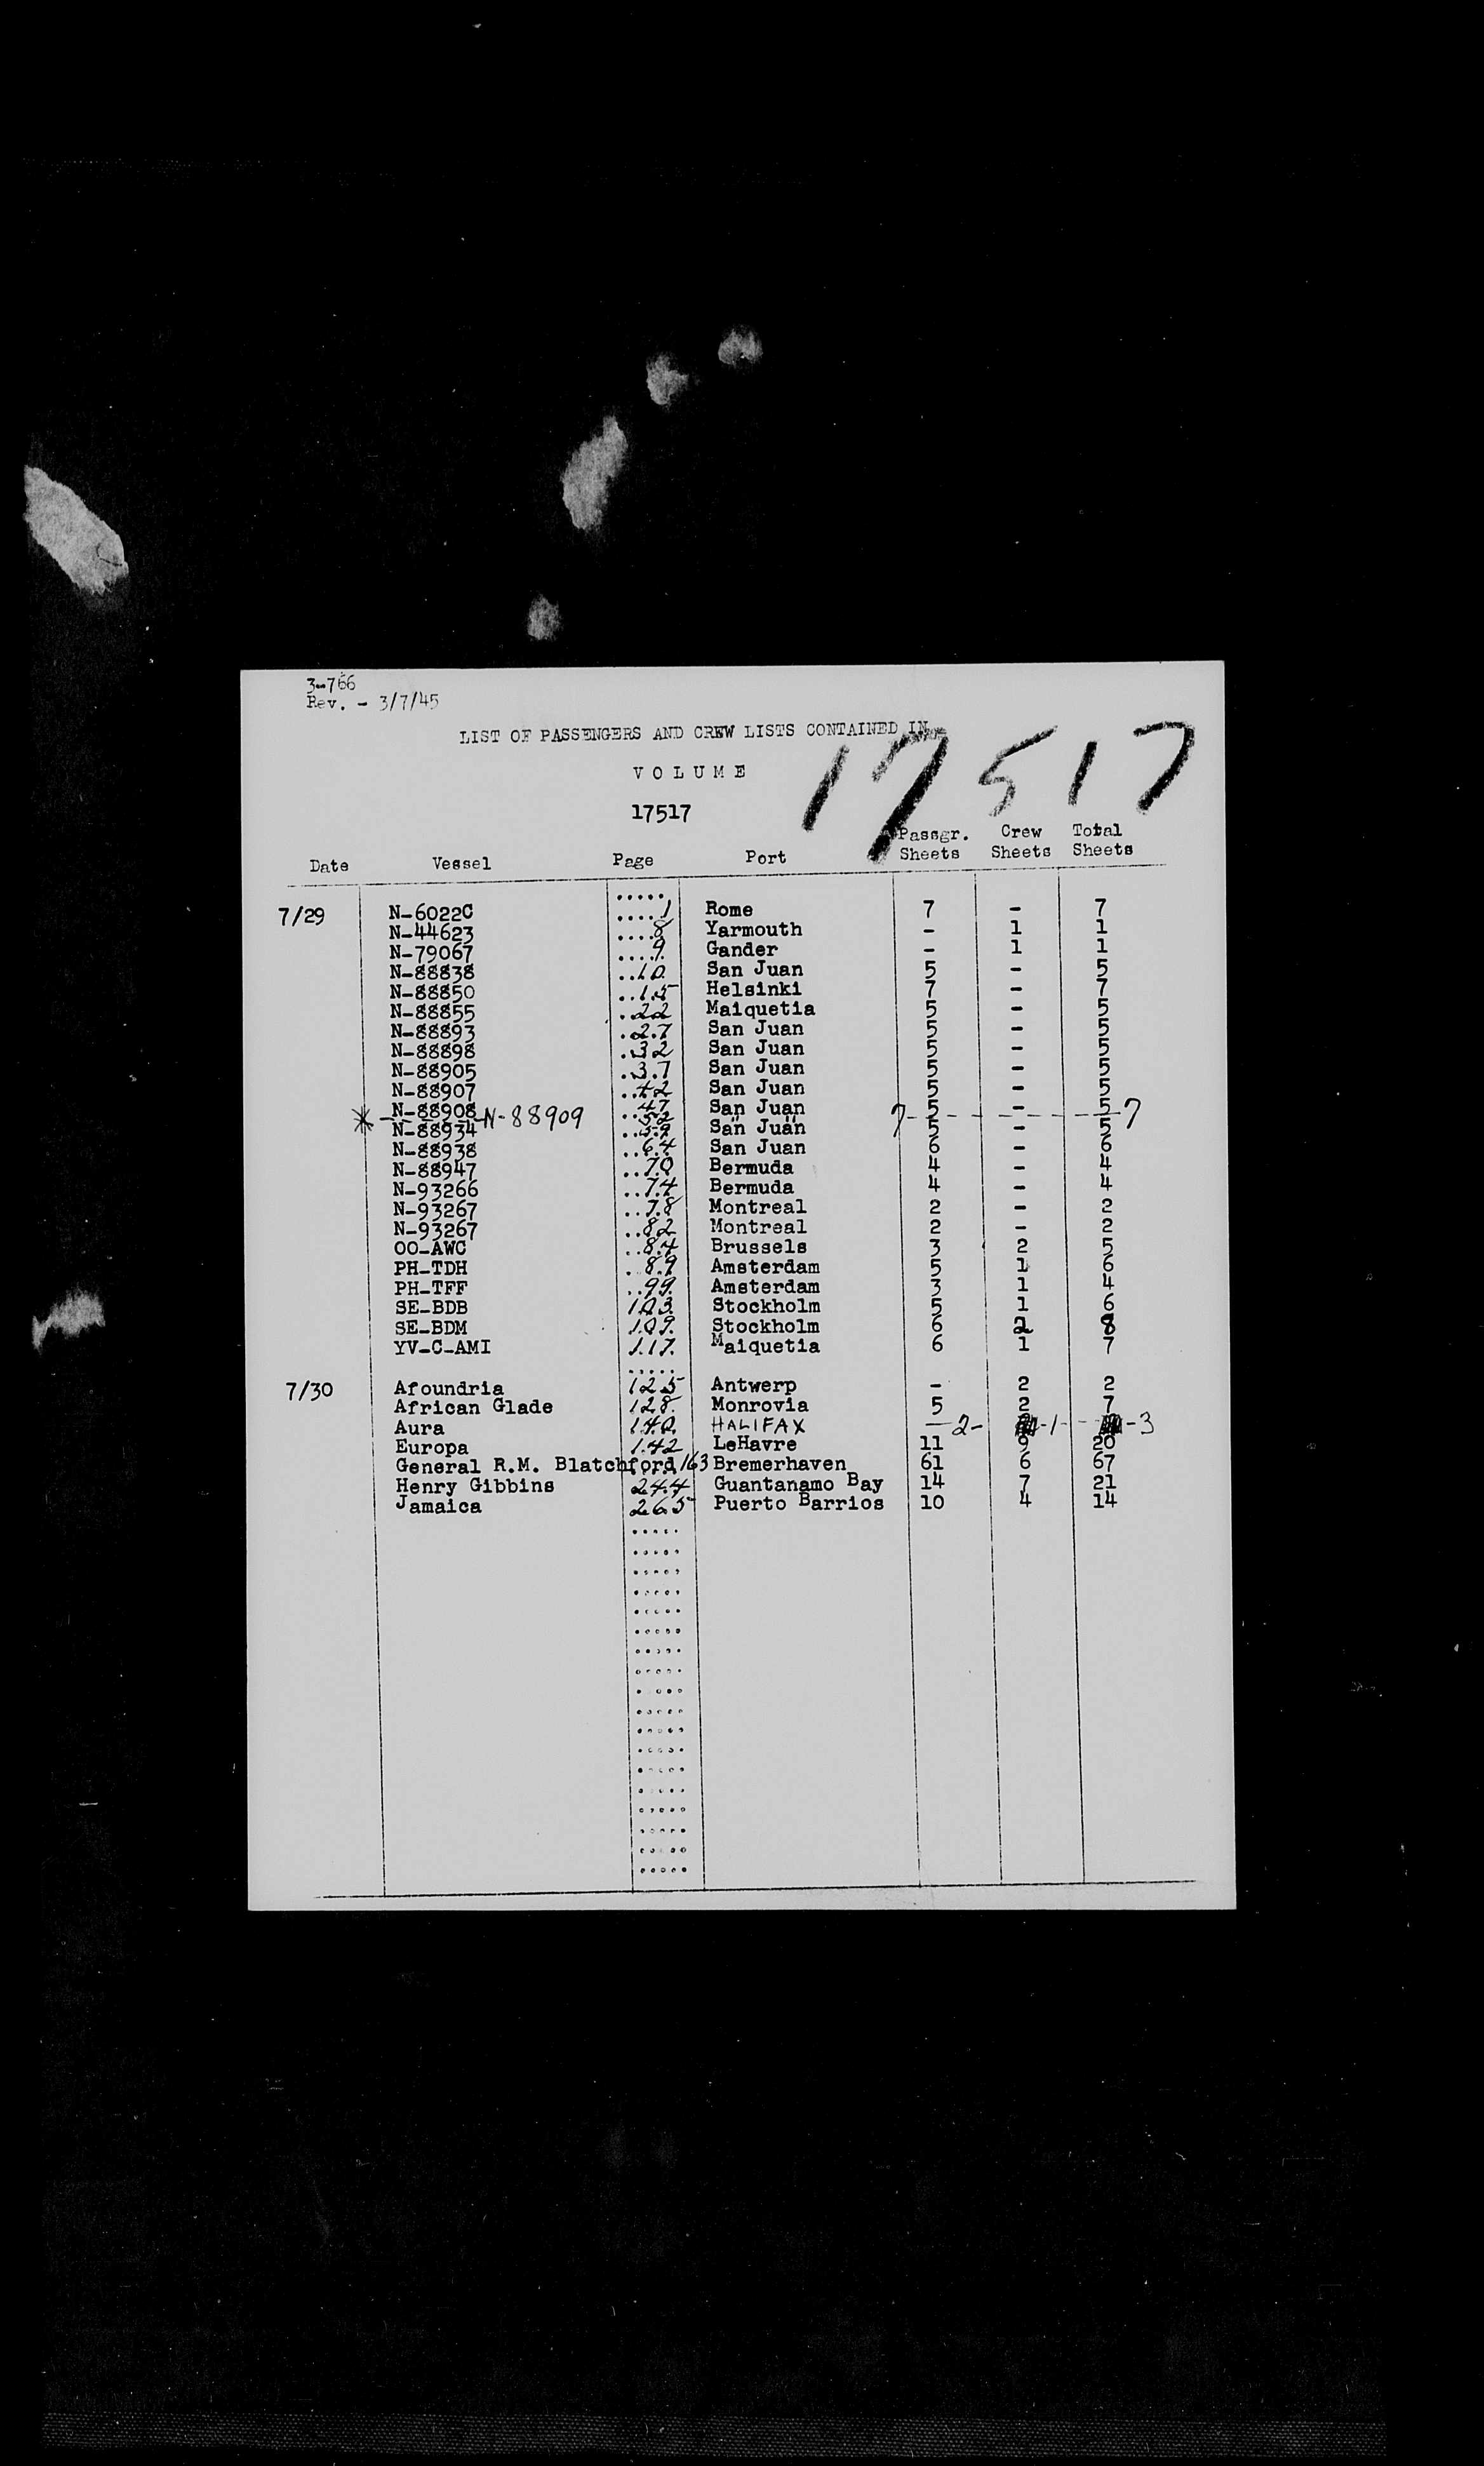 3-766
Rev. - 3/7/45
LIST OF PASSENGERS AND CREW LISTS CONTAINED IN
17517
VOLUME
17517
Date Vessel Page Port Passgr. Sheets Crew Sheets Total Sheets
7/29 N-6022C 1 Rome 7 - 7
N-44623 8 Yarmouth - 1 1
N-79067 9 Gander - 1 1
N-88838 10 San Juan 5 - 5
N-88850 15 Helsinki 7 - 7
N-88855 22 Maiquetia 5 - 5
N-88893 27 San Juan 5 - 5
N-88898 32 San Juan 5 - 5
N-88905 37 San Juan 5 - 5
N-88907 42 San Juan 5 - 5
N-88908 47 San Juan 5 - 5
* N-88909 52 " " 7 - 7
N-88934 59 San Juan 5 - 5
N-88938 64 San Juan 6 - 6
N-88947 70 Bermuda 4 - 4
N-93266 74 Bermuda 4 - 4
N-93267 78 Montreal 2 - 2
N-93267 82 Montreal 2 - 2
OO-AWC 84 Brussels 3 2 5
PH-TDH 89 Amsterdam 5 1 6
PH-TFF 99 Amsterdam 3 1 4
SE-BDB 103 Stockholm 5 1 6
SE-BDM 109 Stockholm 6 2 8
YV-C-AMI 117 Maiquetia 6 1 7
7/30 Afoundria 125 Antwerp - 2 2
African Glade 128 Monrovia 5 2 7
Aura 140 HALIFAX - 2 - 1 - 3
Europa 142 LeHavre 11 9 20
General R.M. Blatchford 163 Bremerhaven 61 6 67
Henry Gibbins 244 Guantanamo Bay 14 7 21
Jamaica 265 Puerto Barrios 10 4 14